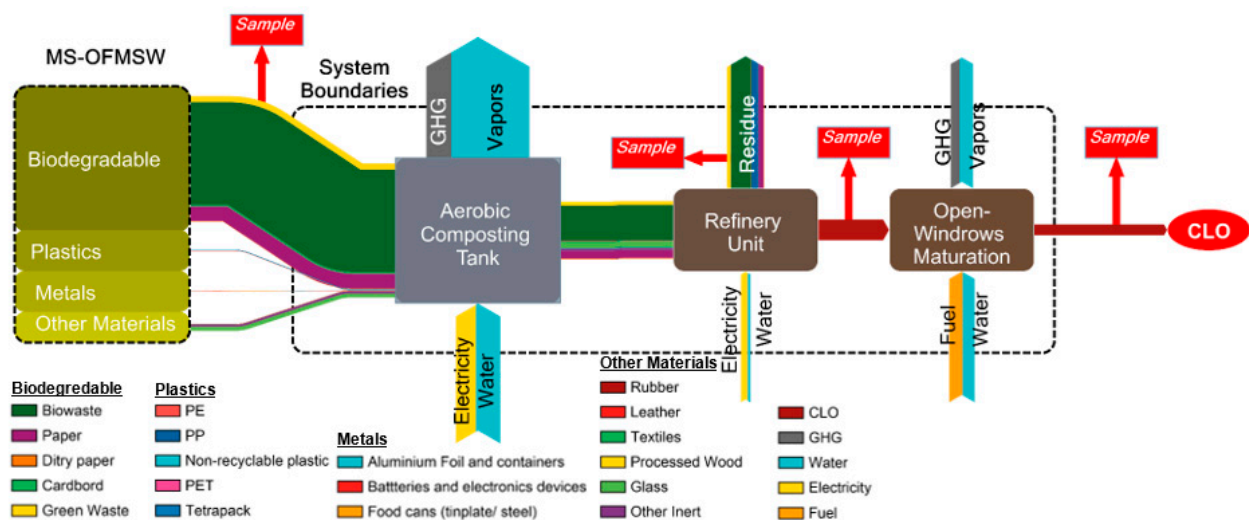 MS-OFMSW
Biodegradable
Plastics
Metals
Other Materials
Sample
System
Boundaries
GHG
Vapors
Aerobic
Composting
Tank
Electricity
Water
Sample
Residue
Refinery
Unit
Electricity
Water
Sample
GHG
Vapors
Open-
Windrows
Maturation
Fuel
Water
Sample
CLO
Biodegredable
Biowaste
Paper
Ditry paper
Cardbord
Green Waste
Plastics
PE
PP
Non-recyclable plastic
PET
Tetrapack
Metals
Aluminium Foil and containers
Battteries and electronics devices
Food cans (tinplate/ steel)
Other Materials
Rubber
Leather
Textiles
Processed Wood
Glass
Other Inert
CLO
GHG
Water
Electricity
Fuel